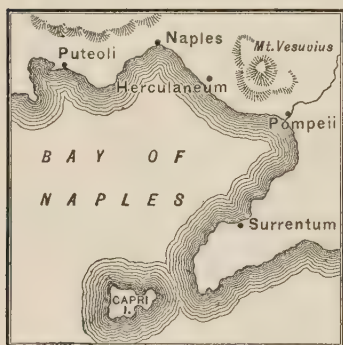 Naples
Puteoli
Mt. Vesuvius
Herculaneum
Pompeii
BAY OF
NAPLES
Surrentum
CAPRI
I.